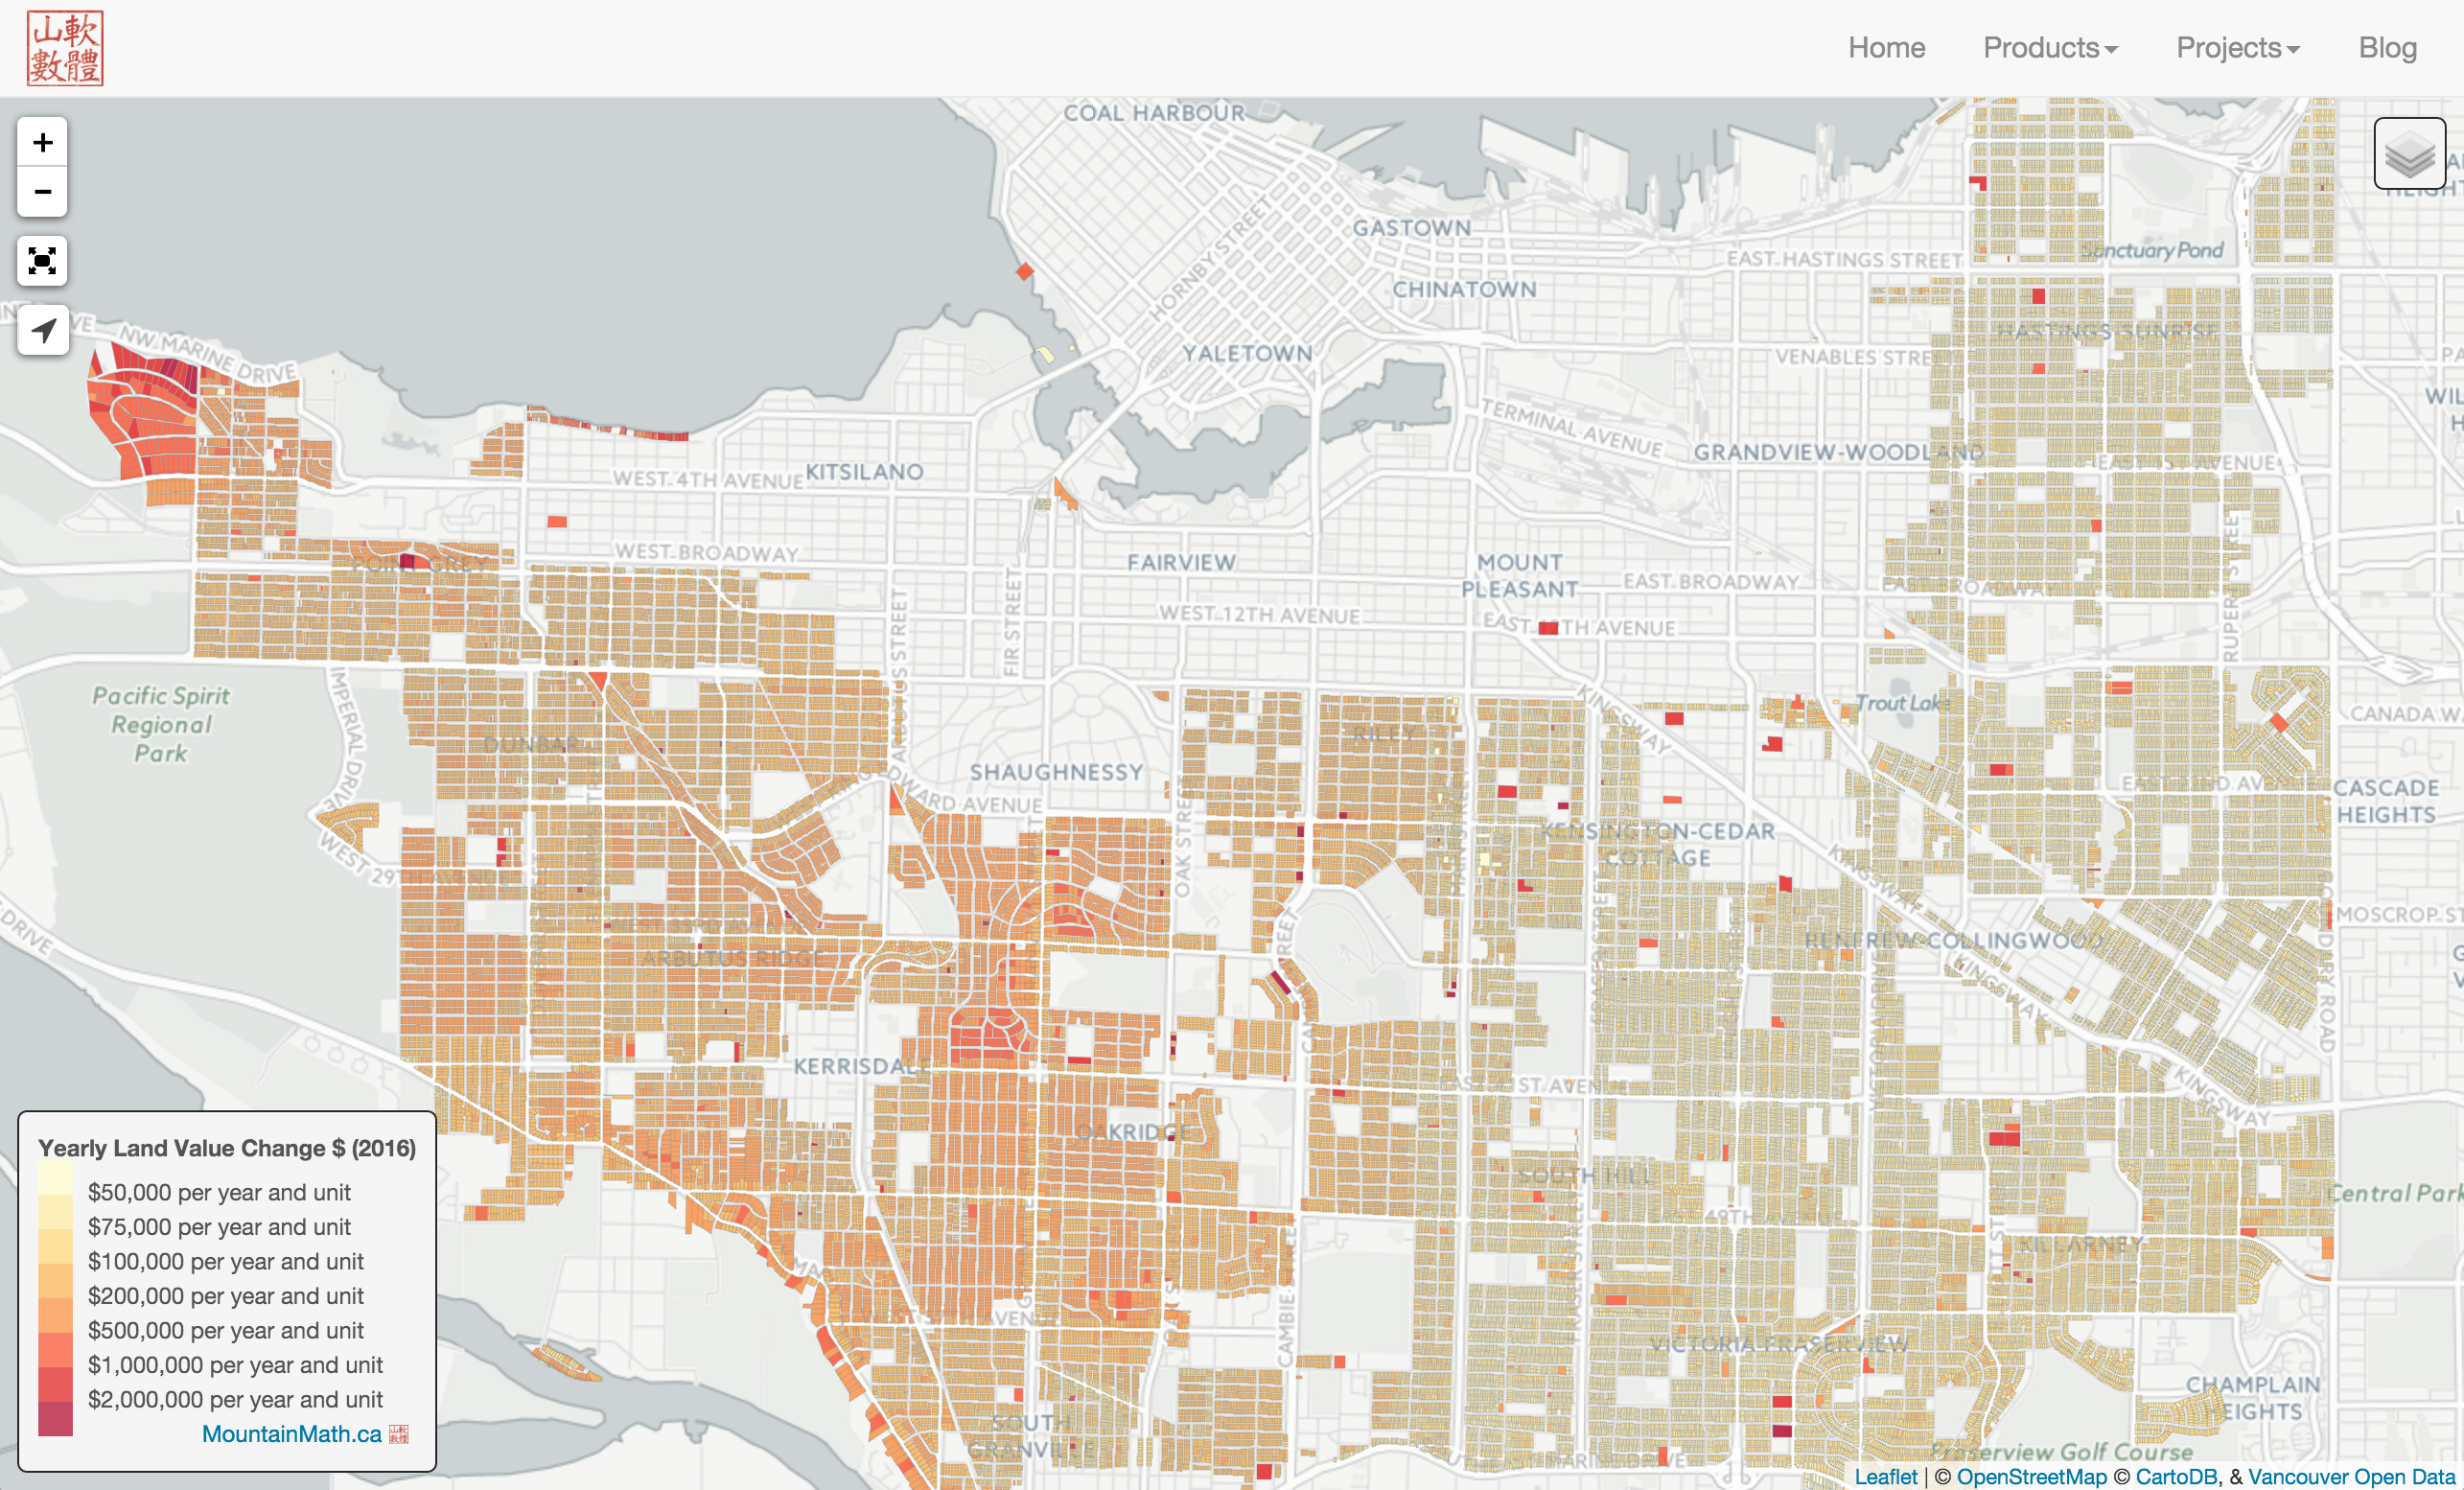 山軟
數體
Home
Products
Projects
Blog
+
−
COAL HARBOUR
GASTOWN
HORNBY STREET
CHINATOWN
EAST HASTINGS STREET
Sanctuary Pond
HASTINGS-SUNRISE
YALETOWN
NW MARINE DRIVE
TERMINAL AVENUE
GRANDVIEW-WOODLAND
WEST 4TH AVENUE
KITSILANO
WEST BROADWAY
POINT GREY
FAIRVIEW
MOUNT
PLEASANT
EAST BROADWAY
WEST 12TH AVENUE
FIR STREET
ARBUTUS STREET
Pacific Spirit
Regional
Park
IMPERIAL DRIVE
DUNBAR
SHAUGHNESSY
OAK STREET
RILEY
KINGSWAY
Trout Lake
CANADA W
CASCADE
HEIGHTS
KENSINGTON-CEDAR
COTTAGE
WEST 29TH AVENUE
ARBUTUS RIDGE
RENFREW-COLLINGWOOD
KINGSWAY
KINGSWAY
MOSCROP S
KERRISDALE
EAST 41ST AVENUE
KINGSWAY
OAKRIDGE
SOUTH HILL
Central Park
KILLARNEY
CAMBIE STREET
VICTORIA-FRASERVIEW
CHAMPLAIN
HEIGHTS
SOUTH
GRANVILLE
Fraserview Golf Course
Yearly Land Value Change $ (2016)
$50,000 per year and unit
$75,000 per year and unit
$100,000 per year and unit
$200,000 per year and unit
$500,000 per year and unit
$1,000,000 per year and unit
$2,000,000 per year and unit
MountainMath.ca
Leaflet | © OpenStreetMap © CartoDB, & Vancouver Open Data